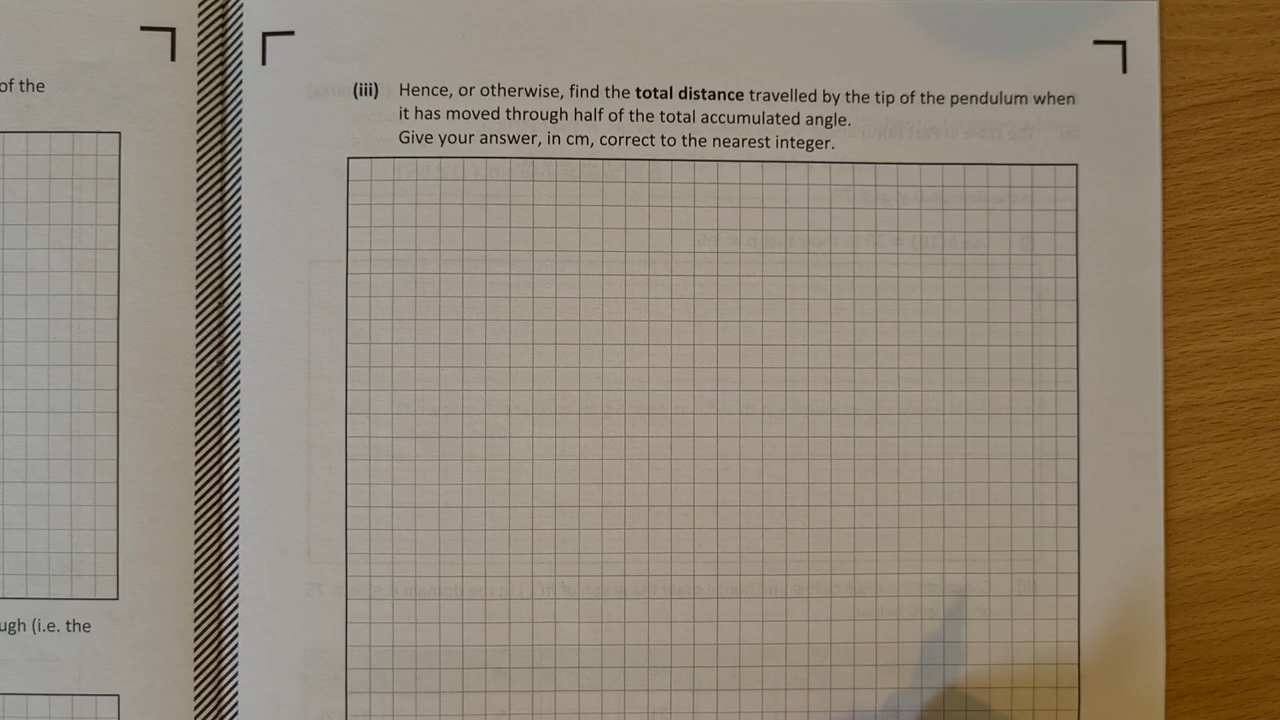 of the
(iii) Hence, or otherwise, find the total distance travelled by the tip of the pendulum when
it has moved through half of the total accumulated angle.
Give your answer, in cm, correct to the nearest integer.
ugh (i.e. the